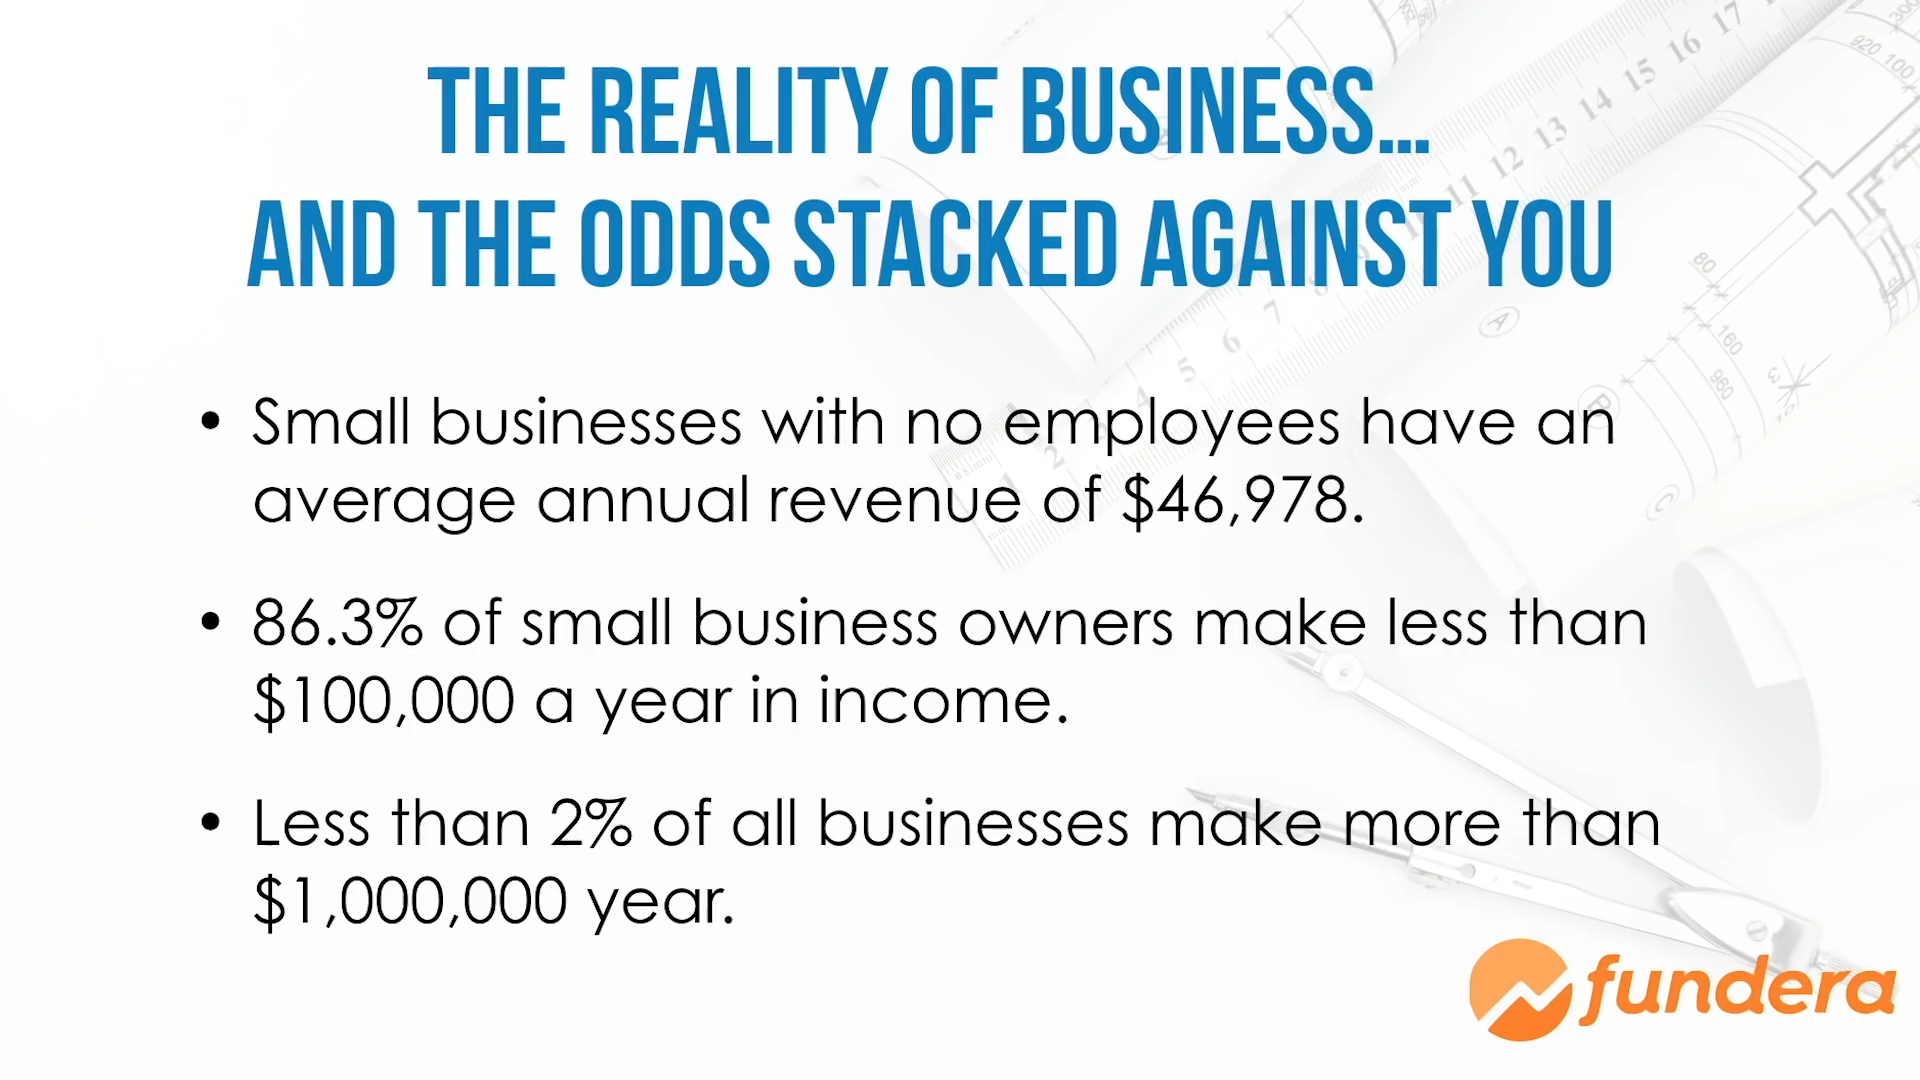 THE REALITY OF BUSINESS...
AND THE ODDS STACKED AGAINST YOU
• Small businesses with no employees have an
average annual revenue of $46,978.
• 86.3% of small business owners make less than
$100,000 a year in income.
• Less than 2% of all businesses make more than
$1,000,000 year.
fundera